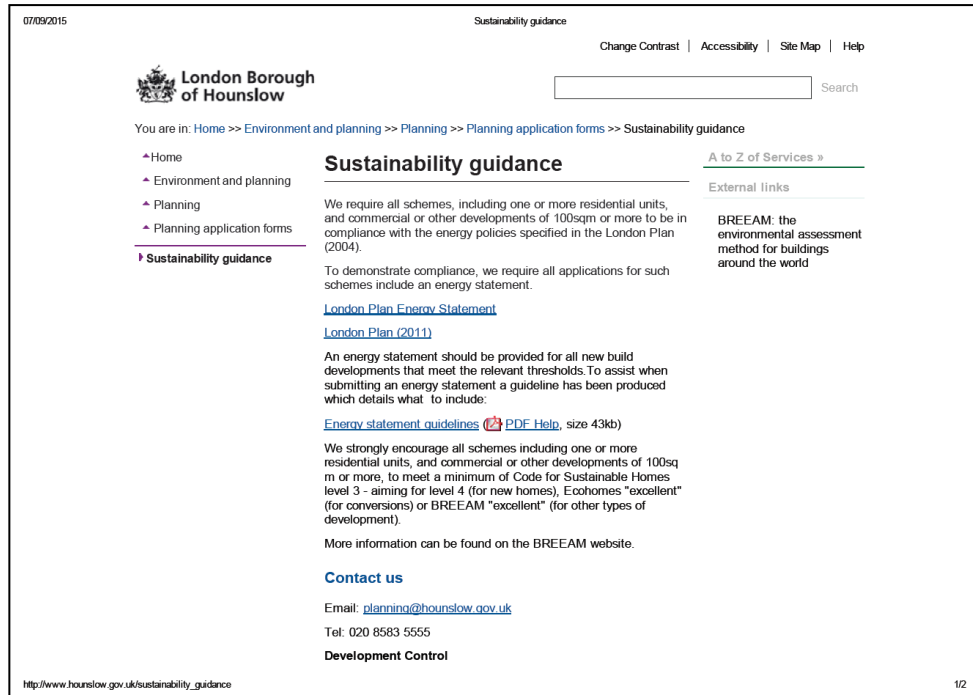 07/09/2015
Sustainability guidance
Change Contrast | Accessibility | Site Map | Help
London Borough
of Hounslow
Search
You are in: Home >> Environment and planning >> Planning >> Planning application forms >> Sustainability guidance
Home
Environment and planning
Planning
Planning application forms
Sustainability guidance
Sustainability guidance
We require all schemes, including one or more residential units,
and commercial or other developments of 100sqm or more to be in
compliance with the energy policies specified in the London Plan
(2004).
To demonstrate compliance, we require all applications for such
schemes include an energy statement.
London Plan Energy Statement
London Plan (2011)
An energy statement should be provided for all new build
developments that meet the relevant thresholds.To assist when
submitting an energy statement a guideline has been produced
which details what  to include:
Energy statement guidelines ( PDF Help, size 43kb)
We strongly encourage all schemes including one or more
residential units, and commercial or other developments of 100sq
m or more, to meet a minimum of Code for Sustainable Homes
level 3 - aiming for level 4 (for new homes), Ecohomes "excellent"
(for conversions) or BREEAM "excellent" (for other types of
development).
More information can be found on the BREEAM website.
Contact us
Email: planning@hounslow.gov.uk
Tel: 020 8583 5555
Development Control
A to Z of Services »
External links
BREEAM: the
environmental assessment
method for buildings
around the world
http://www.hounslow.gov.uk/sustainability_guidance
1/2